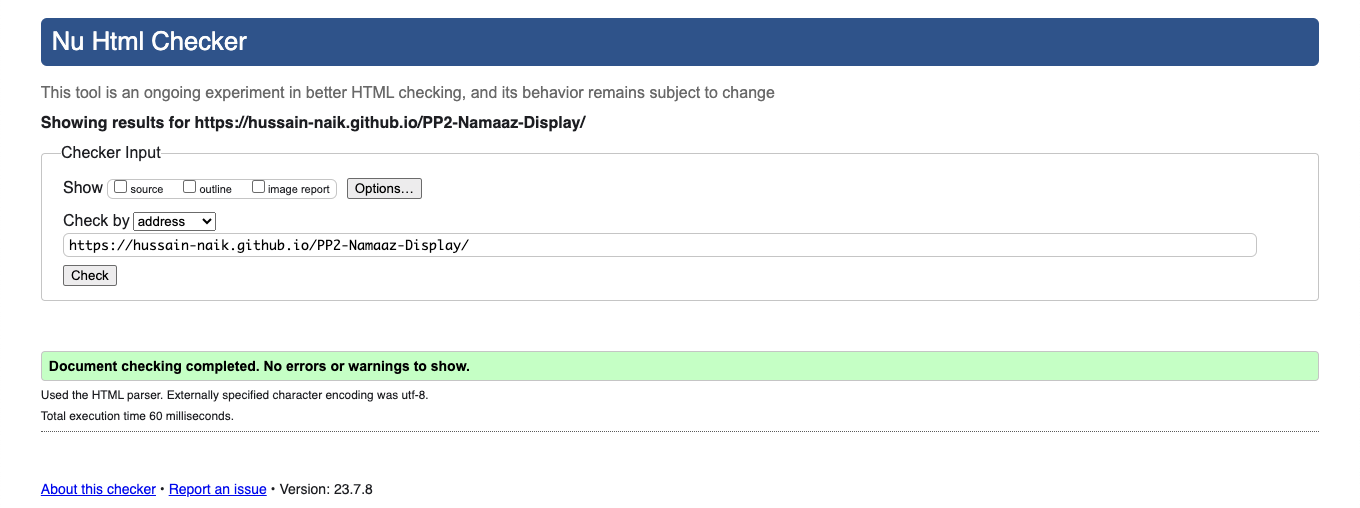 Nu Html Checker
This tool is an ongoing experiment in better HTML checking, and its behavior remains subject to change
Showing results for https://hussain-naik.github.io/PP2-Namaaz-Display/
Checker Input
Show source outline image report Options...
Check by address
https://hussain-naik.github.io/PP2-Namaaz-Display/
Check
Document checking completed. No errors or warnings to show.
Used the HTML parser. Externally specified character encoding was utf-8.
Total execution time 60 milliseconds.
About this checker • Report an issue • Version: 23.7.8